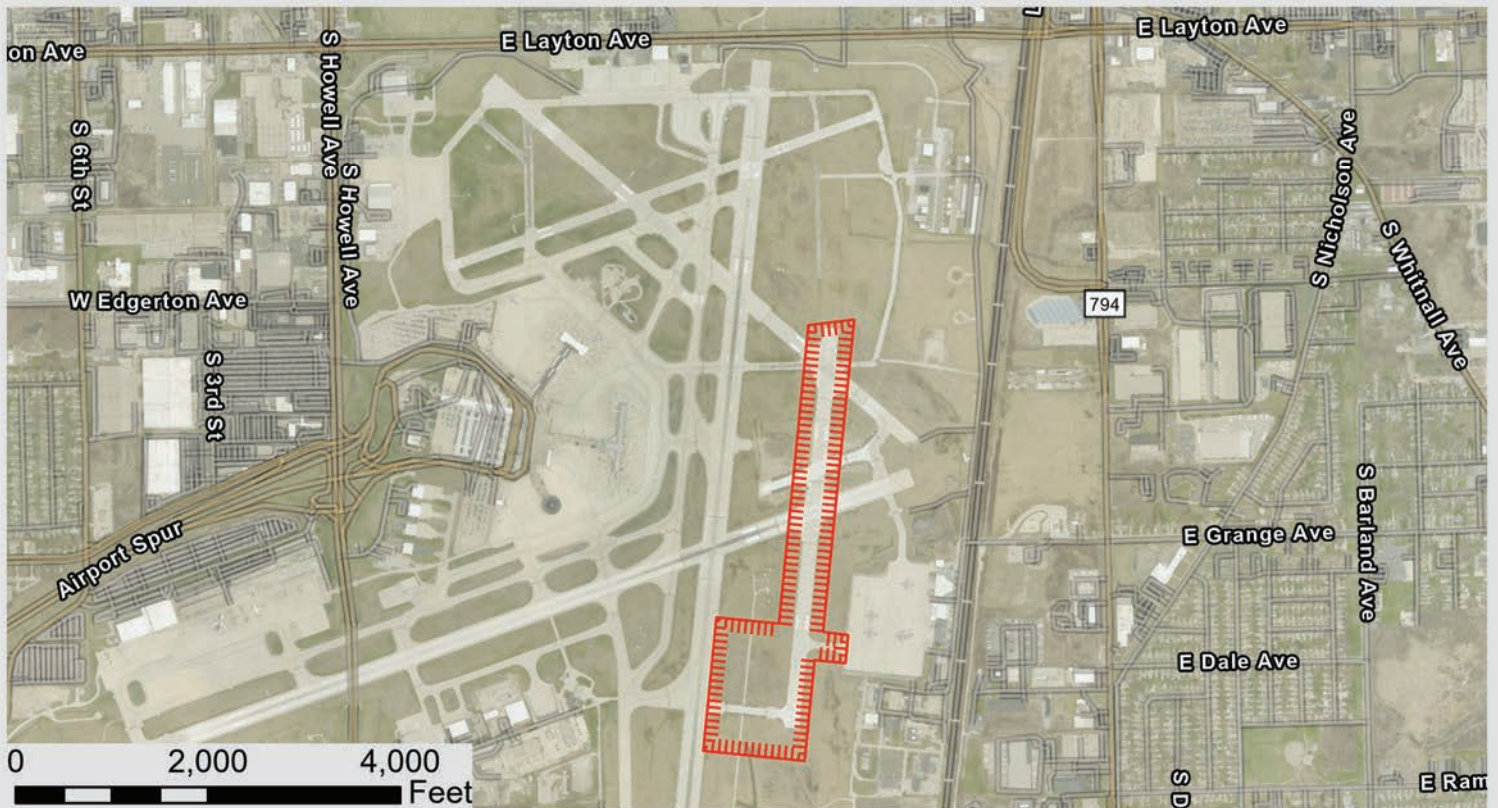 on Ave
E Layton Ave
E Layton Ave
S Howell Ave
S 6th St
S Howell Ave
S Nicholson Ave
S Whitnall Ave
W Edgerton Ave
794
S 3rd St
S Barland Ave
E Grange Ave
Airport Spur
E Dale Ave
0 2,000 4,000
Feet
S D
E Ram